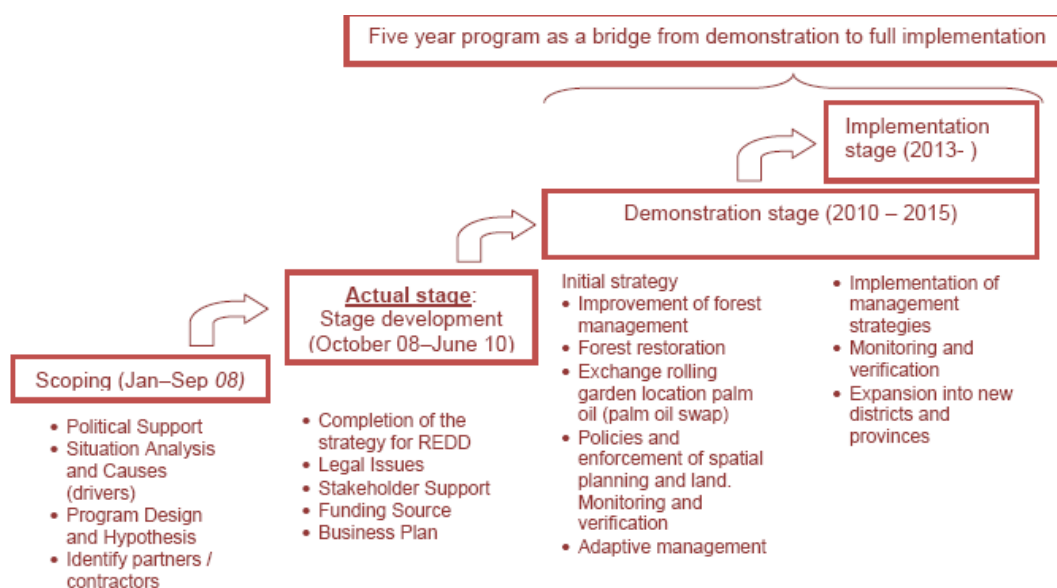 Five year program as a bridge from demonstration to full implementation
Implementation
stage (2013- )
Demonstration stage (2010 – 2015)
Actual stage:
Stage development
(October 08–June 10)
Scoping (Jan–Sep 08)
• Political Support
• Situation Analysis
and Causes
(drivers)
• Program Design
and Hypothesis
• Identify partners /
contractors
• Completion of the
strategy for REDD
• Legal Issues
• Stakeholder Support
• Funding Source
• Business Plan
Initial strategy
• Improvement of forest
management
• Forest restoration
• Exchange rolling
garden location palm
oil (palm oil swap)
• Policies and
enforcement of spatial
planning and land.
Monitoring and
verification
• Adaptive management
• Implementation of
management
strategies
• Monitoring and
verification
• Expansion into new
districts and
provinces